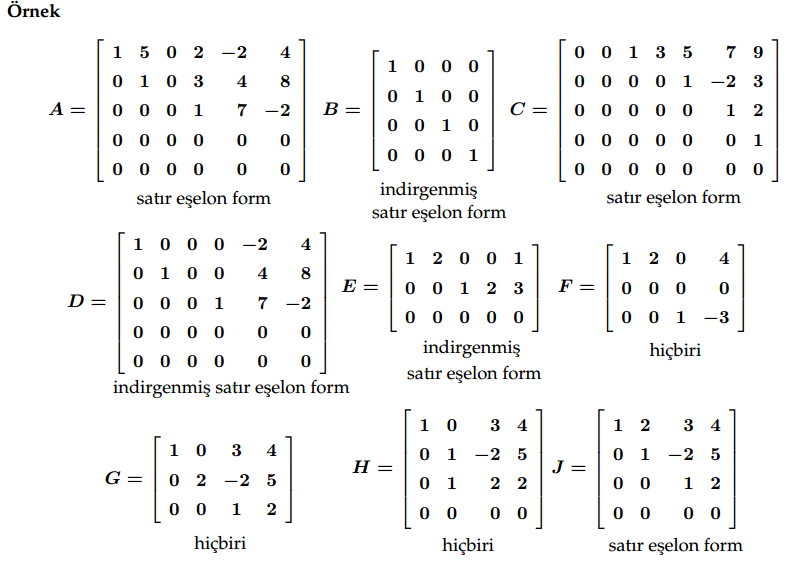 Örnek
A = [ 1 5 0 2 −2 4
0 1 0 3 4 8
0 0 0 1 7 −2
0 0 0 0 0 0
0 0 0 0 0 0 ]
satır eşelon form
B = [ 1 0 0 0
0 1 0 0
0 0 1 0
0 0 0 1 ]
indirgenmiş
satır eşelon form
C = [ 0 0 1 3 5 7 9
0 0 0 0 1 −2 3
0 0 0 0 0 1 2
0 0 0 0 0 0 1
0 0 0 0 0 0 0 ]
satır eşelon form
D = [ 1 0 0 0 −2 4
0 1 0 0 4 8
0 0 0 1 7 −2
0 0 0 0 0 0
0 0 0 0 0 0 ]
indirgenmiş satır eşelon form
E = [ 1 2 0 0 1
0 0 1 2 3
0 0 0 0 0 ]
indirgenmiş
satır eşelon form
F = [ 1 2 0 4
0 0 0 0
0 0 1 −3 ]
hiçbiri
G = [ 1 0 3 4
0 2 −2 5
0 0 1 2 ]
hiçbiri
H = [ 1 0 3 4
0 1 −2 5
0 1 2 2
0 0 0 0 ]
hiçbiri
J = [ 1 2 3 4
0 1 −2 5
0 0 1 2
0 0 0 0 ]
satır eşelon form